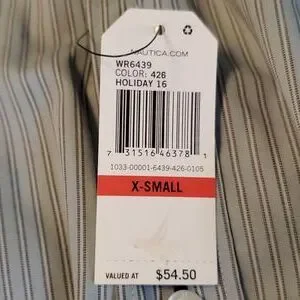 NAUTICA.COM
WR6439
COLOR: 426
HOLIDAY 16
7 31516 46378 1
1033-00001-6439-426-0105
X-SMALL
VALUED AT $54.50